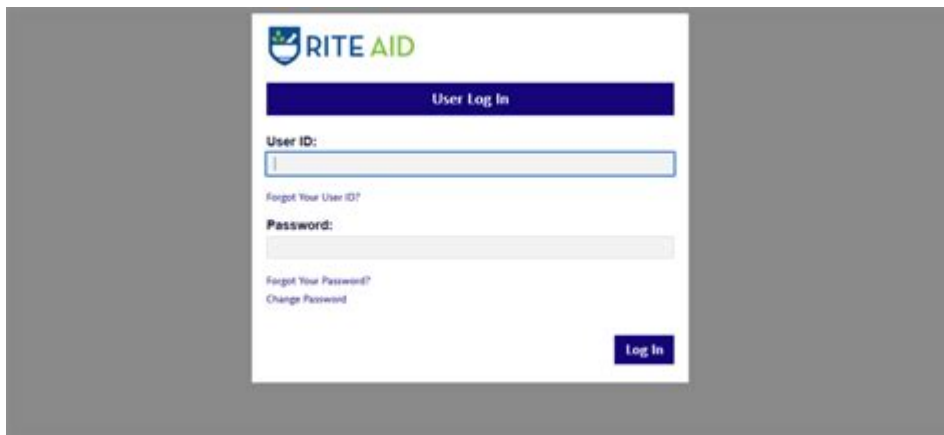 RITE AID
User Log In
User ID:
Forgot Your User ID?
Password:
Forgot Your Password?
Change Password
Log In